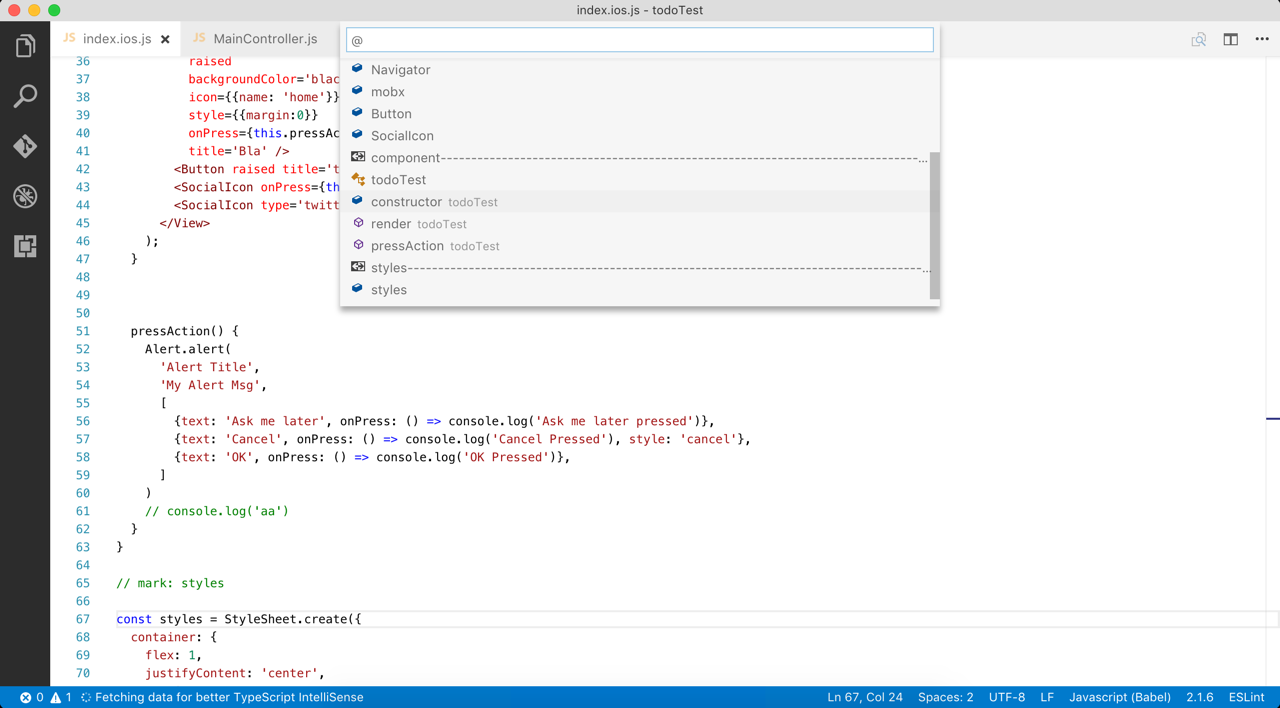 index.ios.js - todoTest
JS index.ios.js
JS MainController.js
@
Navigator
mobx
Button
SocialIcon
component------------------------------------------------------------------------------...
todoTest
constructor todoTest
render todoTest
pressAction todoTest
styles------------------------------------------------------------------------------------...
styles
36 raised
37 backgroundColor='blac
38 icon={{name: 'home'}}
39 style={{margin:0}}
40 onPress={this.pressAc
41 title='Bla' />
42 <Button raised title='t
43 <SocialIcon onPress={th
44 <SocialIcon type='twitt
45 </View>
46 );
47 }
48
49
50
51 pressAction() {
52 Alert.alert(
53 'Alert Title',
54 'My Alert Msg',
55 [
56 {text: 'Ask me later', onPress: () => console.log('Ask me later pressed')},
57 {text: 'Cancel', onPress: () => console.log('Cancel Pressed'), style: 'cancel'},
58 {text: 'OK', onPress: () => console.log('OK Pressed')},
59 ]
60 )
61 // console.log('aa')
62 }
63 }
64
65 // mark: styles
66
67 const styles = StyleSheet.create({
68 container: {
69 flex: 1,
70 justifyContent: 'center',
0 1 Fetching data for better TypeScript IntelliSense Ln 67, Col 24 Spaces: 2 UTF-8 LF Javascript (Babel) 2.1.6 ESLint